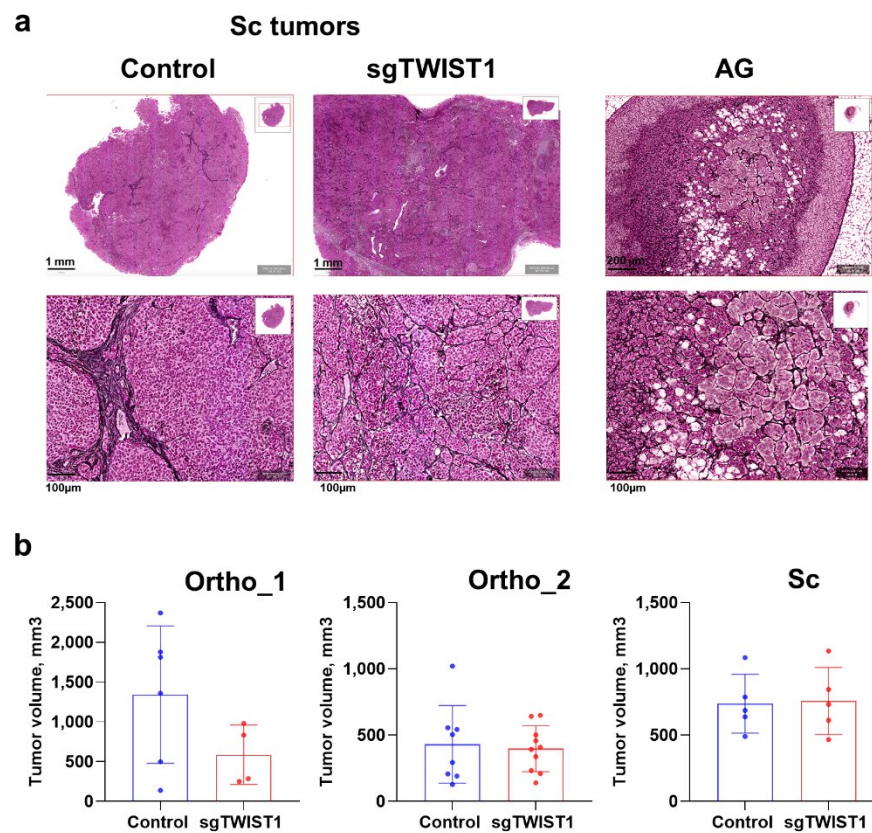 a
Sc tumors
Control
sgTWIST1
AG
1 mm
1 mm
200 µm
100µm
100µm
100µm
b
Ortho_1
Ortho_2
Sc
Tumor volume, mm3
2,500
2,000
1,500
1,000
500
0
Control sgTWIST1
Tumor volume, mm3
1,500
1,000
500
0
Control sgTWIST1
Tumor volume, mm3
1,500
1,000
500
0
Control sgTWIST1